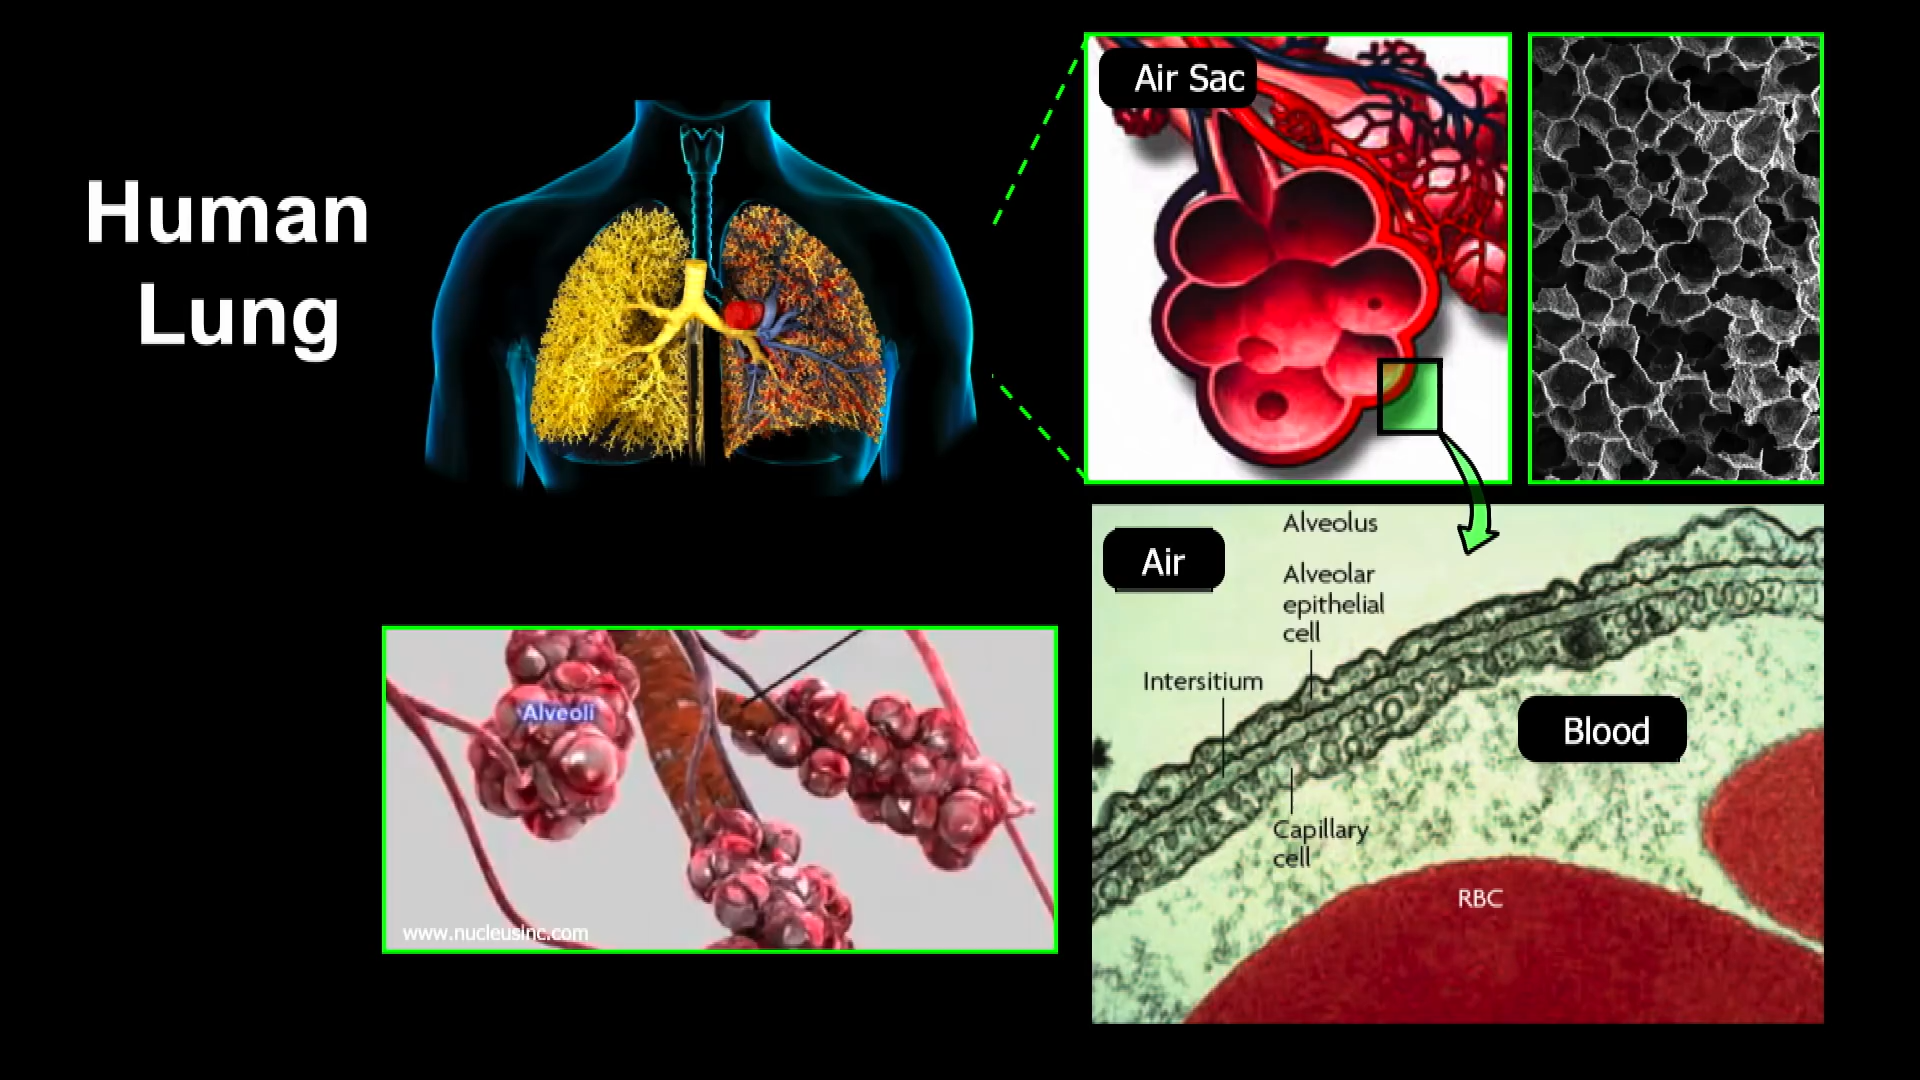 Human
Lung
Air Sac
Alveolus
Air
Alveolar
epithelial
cell
Intersitium
Blood
Capillary
cell
RBC
Alveoli
www.nucleusinc.com